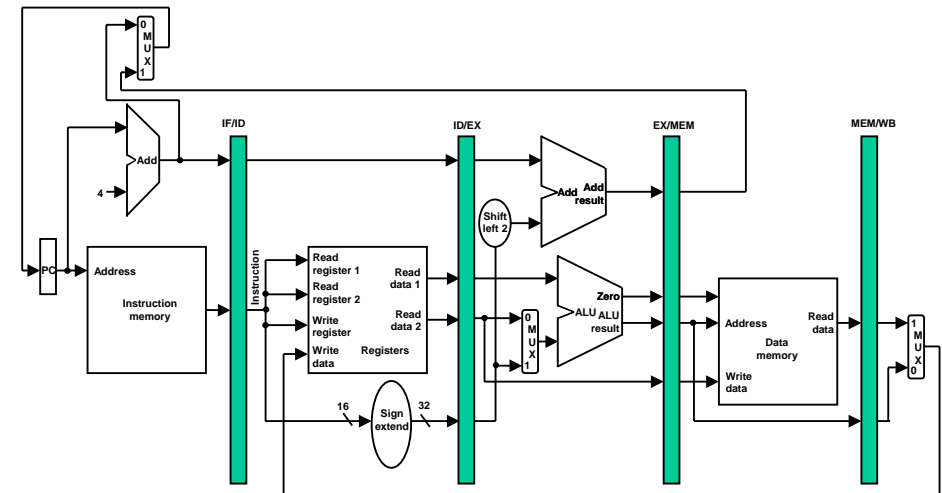 0
M
U
X
1
IF/ID
ID/EX
EX/MEM
MEM/WB
Add
4
Add
Add
result
Shift
left 2
PC
Address
Instruction
memory
Instruction
Read
register 1
Read
register 2
Write
register
Write
data
Read
data 1
Read
data 2
Registers
0
M
U
X
1
Zero
ALU
ALU
result
Address
Write
data
Read
data
Data
memory
1
M
U
X
0
16
Sign
extend
32